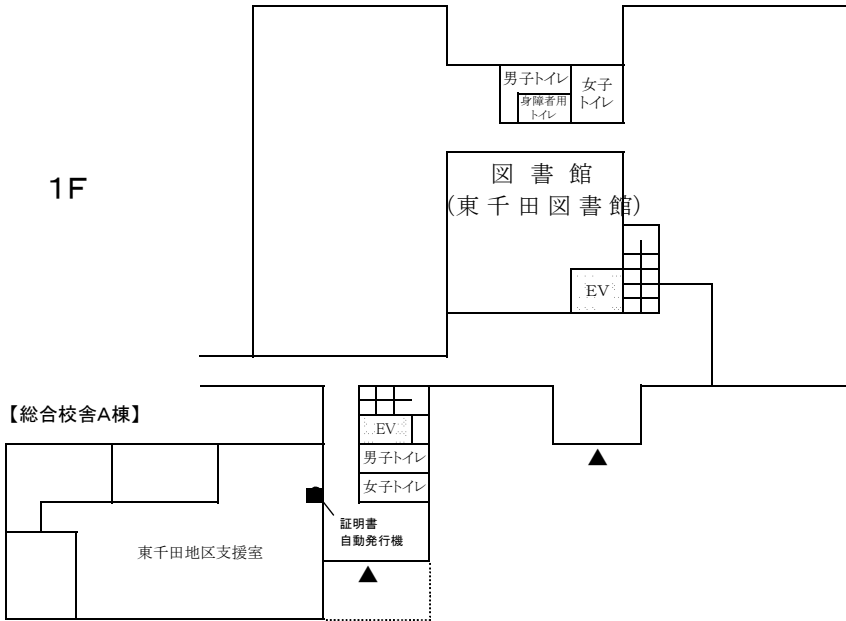 男子トイレ
女子
トイレ
身障者用
トイレ
1F
図書館
(東千田図書館)
EV
【総合校舎A棟】
EV
男子トイレ
女子トイレ
証明書
自動発行機
東千田地区支援室